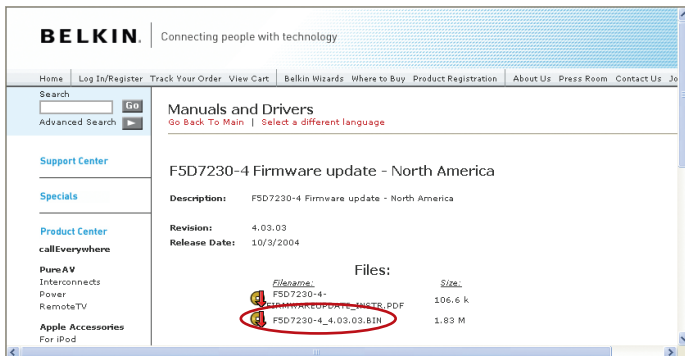 BELKIN. Connecting people with technology
Home Log In/Register Track Your Order View Cart Belkin Wizards Where to Buy Product Registration About Us Press Room Contact Us Jo
Search
Go
Advanced Search
Support Center
Specials
Product Center
callEverywhere
PureAV
Interconnects
Power
RemoteTV
Apple Accessories
For iPod
Manuals and Drivers
Go Back To Main | Select a different language
F5D7230-4 Firmware update - North America
Description: F5D7230-4 Firmware update - North America
Revision: 4.03.03
Release Date: 10/3/2004
Files:
Filename: Size:
F5D7230-4-
FIRMWAREUPDATE_INSTR.PDF 106.6 k
F5D7230-4_4.03.03.BIN 1.83 M